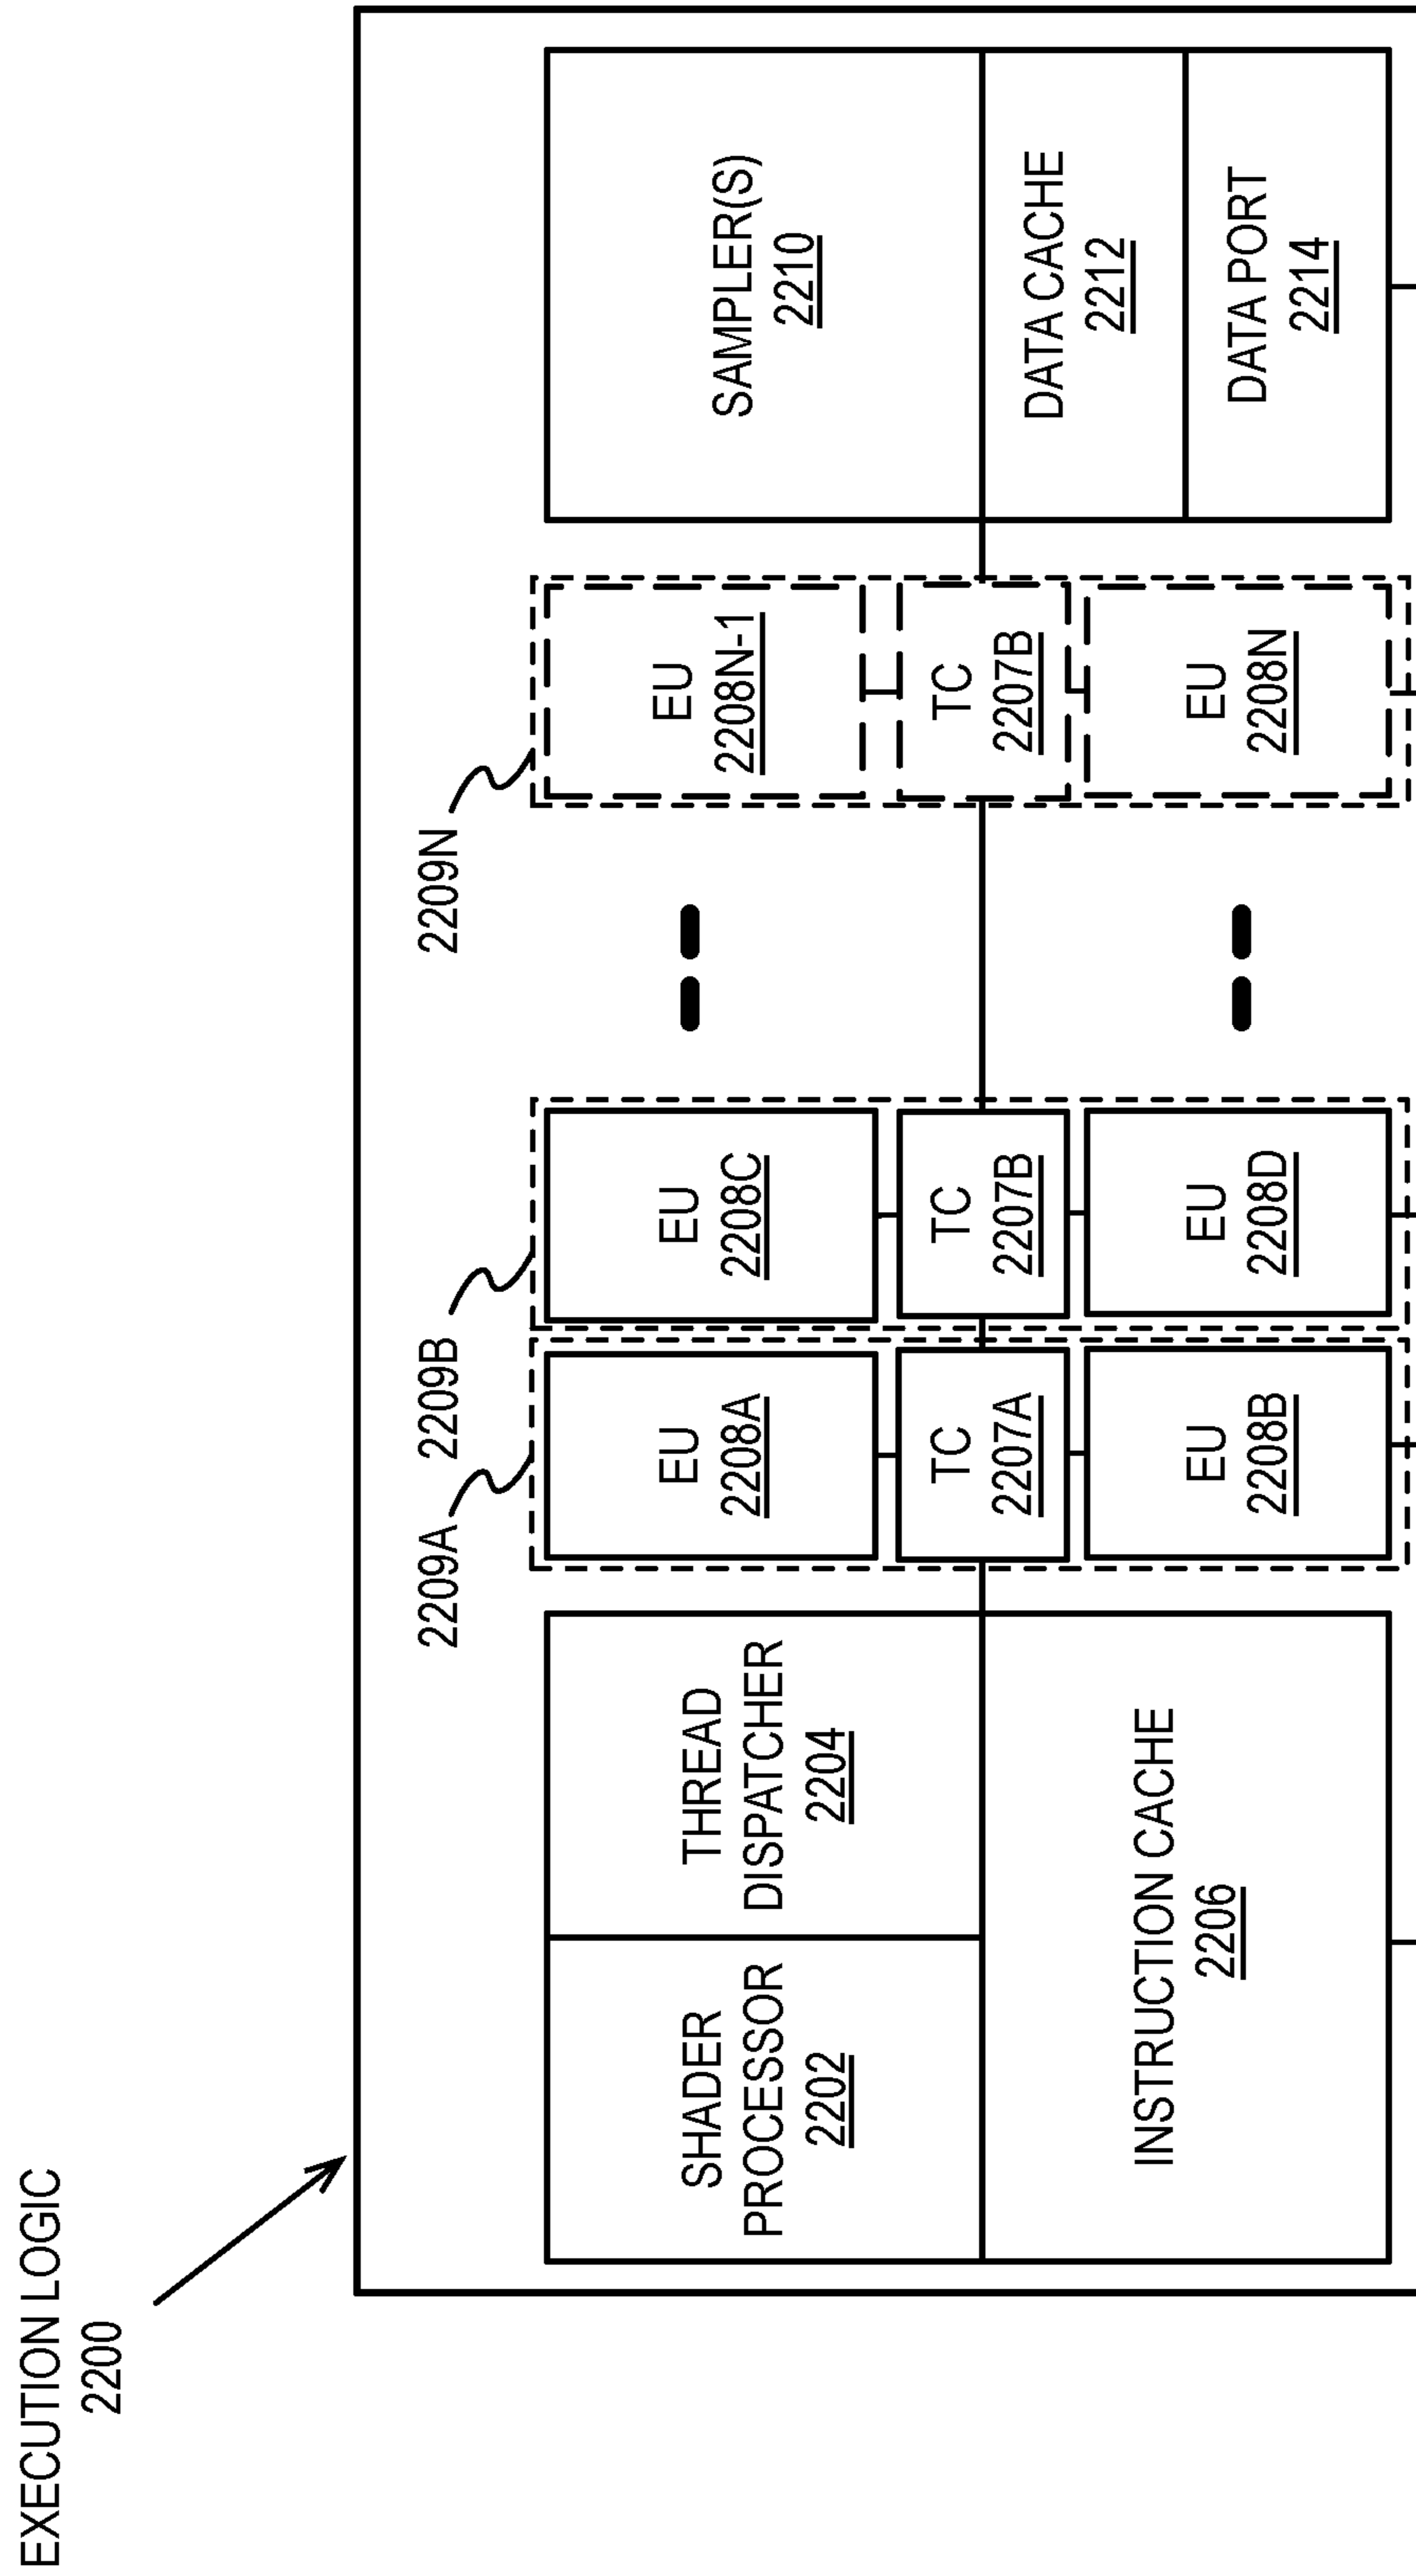 EXECUTION LOGIC
2200
2209A
2209B
2209N
SHADER
PROCESSOR
2202
THREAD
DISPATCHER
2204
INSTRUCTION CACHE
2206
EU
2208A
TC
2207A
EU
2208B
EU
2208C
TC
2207B
EU
2208D
EU
2208N-1
TC
2207B
EU
2208N
SAMPLER(S)
2210
DATA CACHE
2212
DATA PORT
2214